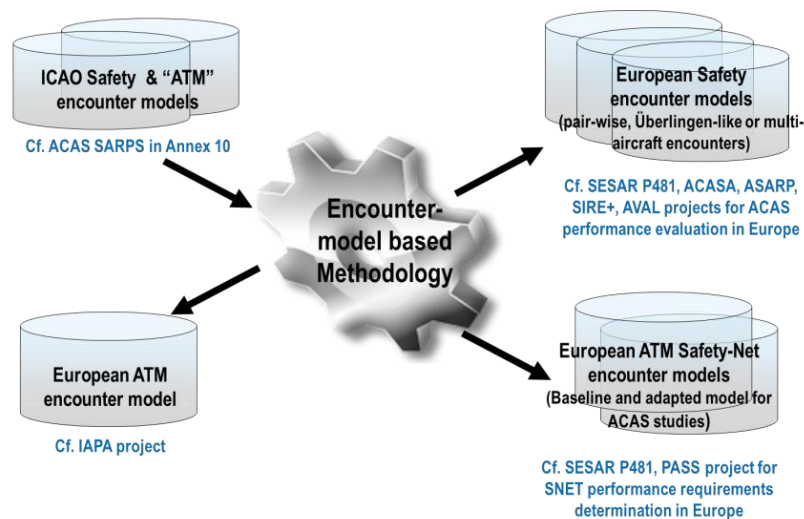 ICAO Safety & “ATM”
encounter models
Cf. ACAS SARPS in Annex 10
European Safety
encounter models
(pair-wise, Überlingen-like or multi-
aircraft encounters)
Cf. SESAR P481, ACASA, ASARP,
SIRE+, AVAL projects for ACAS
performance evaluation in Europe
Encounter-
model based
Methodology
European ATM
encounter model
Cf. IAPA project
European ATM Safety-Net
encounter models
(Baseline and adapted model for
ACAS studies)
Cf. SESAR P481, PASS project for
SNET performance requirements
determination in Europe